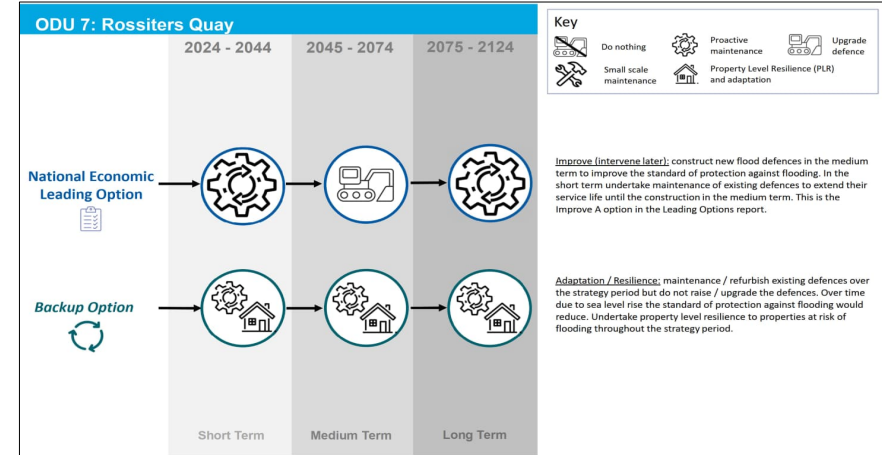 ODU 7: Rossiters Quay
2024 - 2044
2045 - 2074
2075 - 2124
National Economic
Leading Option
Backup Option
Short Term
Medium Term
Long Term
Key
Do nothing
Proactive
maintenance
Upgrade
defence
Small scale
maintenance
Property Level Resilience (PLR)
and adaptation
Improve (intervene later): construct new flood defences in the medium
term to improve the standard of protection against flooding. In the
short term undertake maintenance of existing defences to extend their
service life until the construction in the medium term. This is the
Improve A option in the Leading Options report.
Adaptation / Resilience: maintenance / refurbish existing defences over
the strategy period but do not raise / upgrade the defences. Over time
due to sea level rise the standard of protection against flooding would
reduce. Undertake property level resilience to properties at risk of
flooding throughout the strategy period.